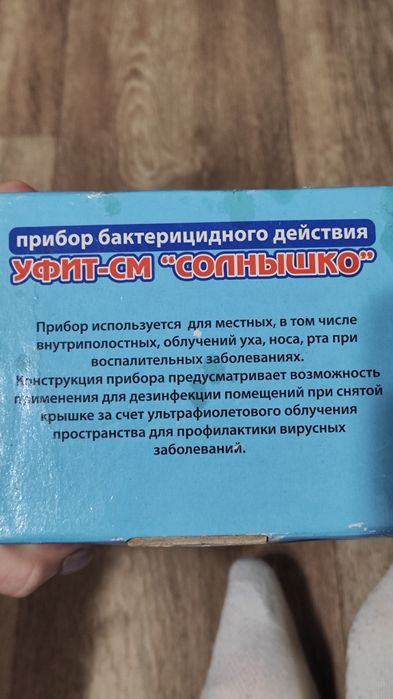 прибор бактерицидного действия
УФИТ-СМ "СОЛНЫШКО"
Прибор используется для местных, в том числе
внутриполостных, облучений уха, носа, рта при
воспалительных заболеваниях.
Конструкция прибора предусматривает возможность
применения для дезинфекции помещений при снятой
крышке за счет ультрафиолетового облучения
пространства для профилактики вирусных
заболеваний.